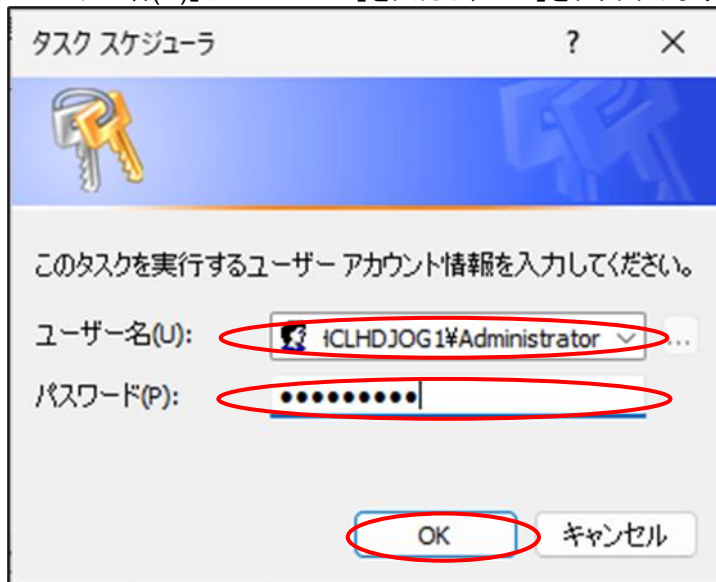 タスク スケジューラ ? ×
このタスクを実行するユーザー アカウント情報を入力してください。
ユーザー名(U): ICLHDJOG1¥Administrator ...
パスワード(P): ●●●●●●●●●
OK キャンセル